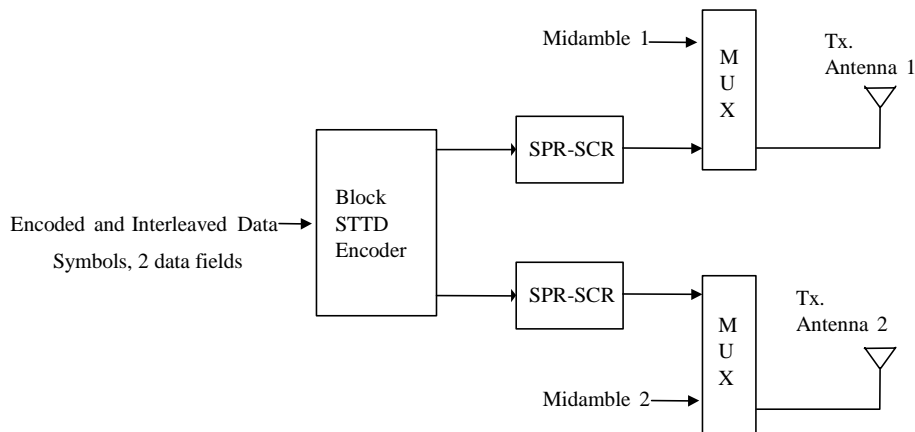 Midamble 1
M
U
X
Tx.
Antenna 1
SPR-SCR
Block
STTD
Encoder
Encoded and Interleaved Data
Symbols, 2 data fields
SPR-SCR
M
U
X
Tx.
Antenna 2
Midamble 2